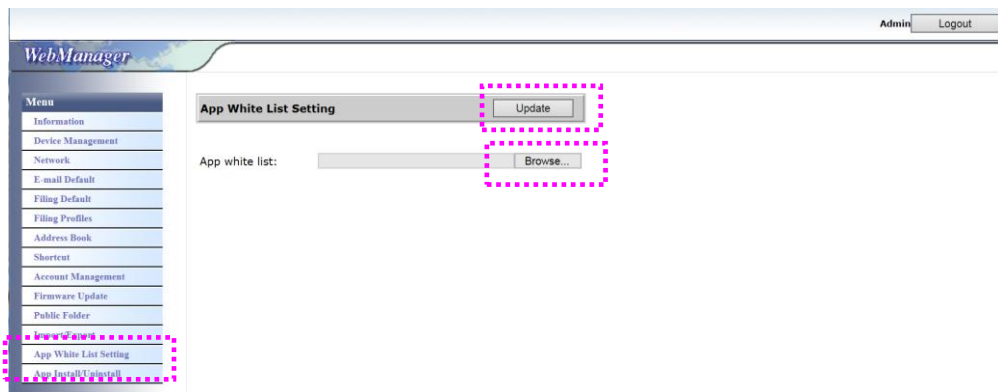 Admin Logout
WebManager
Menu
Information
Device Management
Network
E-mail Default
Filing Default
Filing Profiles
Address Book
Shortcut
Account Management
Firmware Update
Public Folder
Import/Export
App White List Setting
App Install/Uninstall
App White List Setting Update
App white list: Browse...